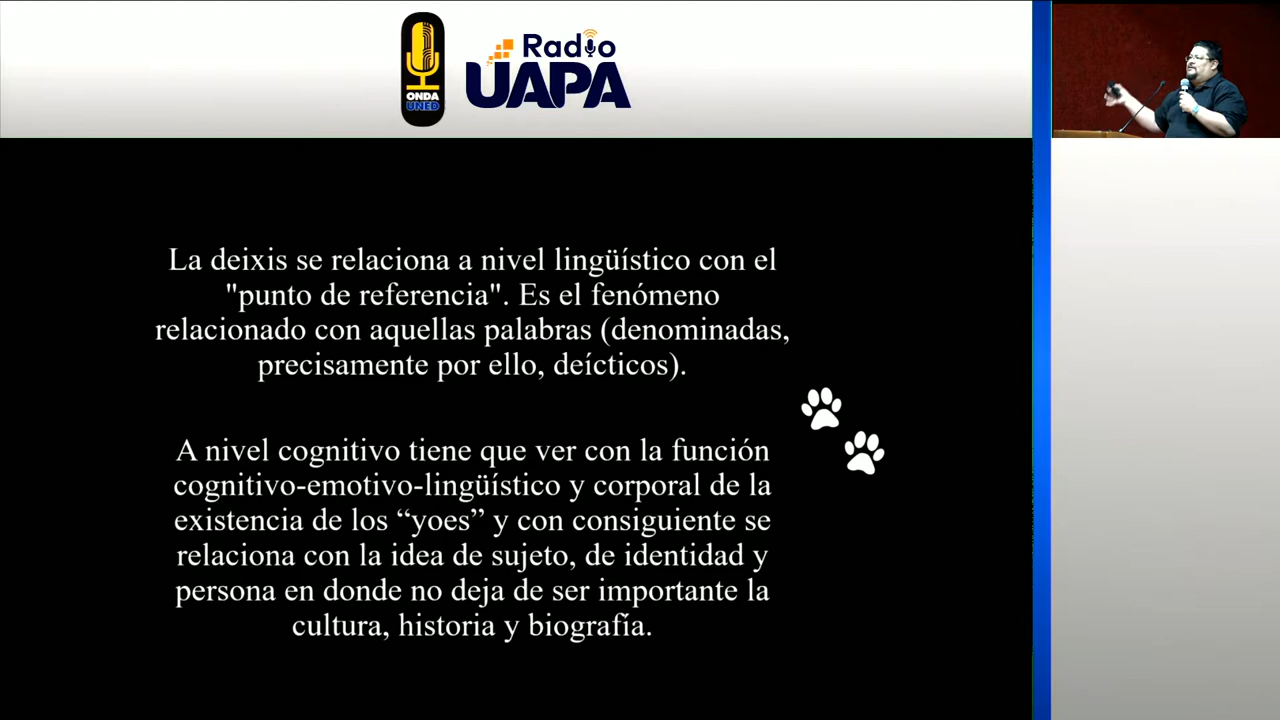 ONDA
UNED
Radio
UAPA
La deixis se relaciona a nivel lingüístico con el
"punto de referencia". Es el fenómeno
relacionado con aquellas palabras (denominadas,
precisamente por ello, deícticos).
A nivel cognitivo tiene que ver con la función
cognitivo-emotivo-lingüístico y corporal de la
existencia de los “yoes” y con consiguiente se
relaciona con la idea de sujeto, de identidad y
persona en donde no deja de ser importante la
cultura, historia y biografía.